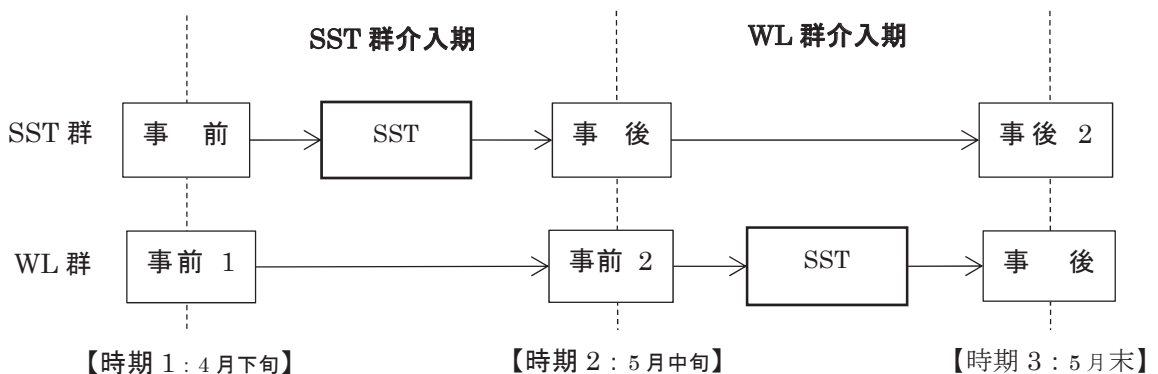 SST 群介入期 WL 群介入期
SST 群 事 前 SST 事 後 事後 2
WL 群 事前 1 事前 2 SST 事 後
【時期 1：4 月下旬】 【時期 2：5 月中旬】 【時期 3：5 月末】